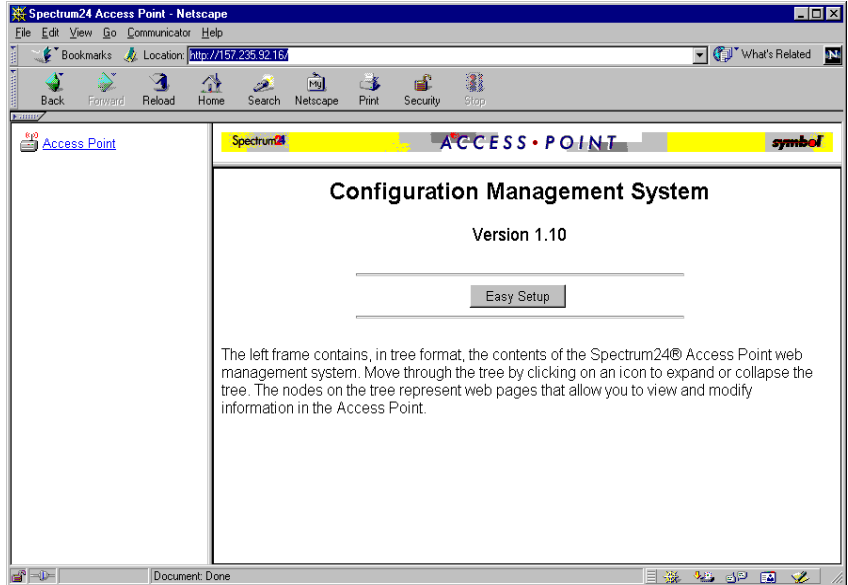 Spectrum24 Access Point - Netscape
File Edit View Go Communicator Help
Bookmarks Location: http://157.235.92.16/ What's Related N
Back Forward Reload Home Search Netscape Print Security Stop
My
Access Point
Spectrum24 ACCESS • POINT symbol
Configuration Management System
Version 1.10
Easy Setup
The left frame contains, in tree format, the contents of the Spectrum24® Access Point web
management system. Move through the tree by clicking on an icon to expand or collapse the
tree. The nodes on the tree represent web pages that allow you to view and modify
information in the Access Point.
Document: Done